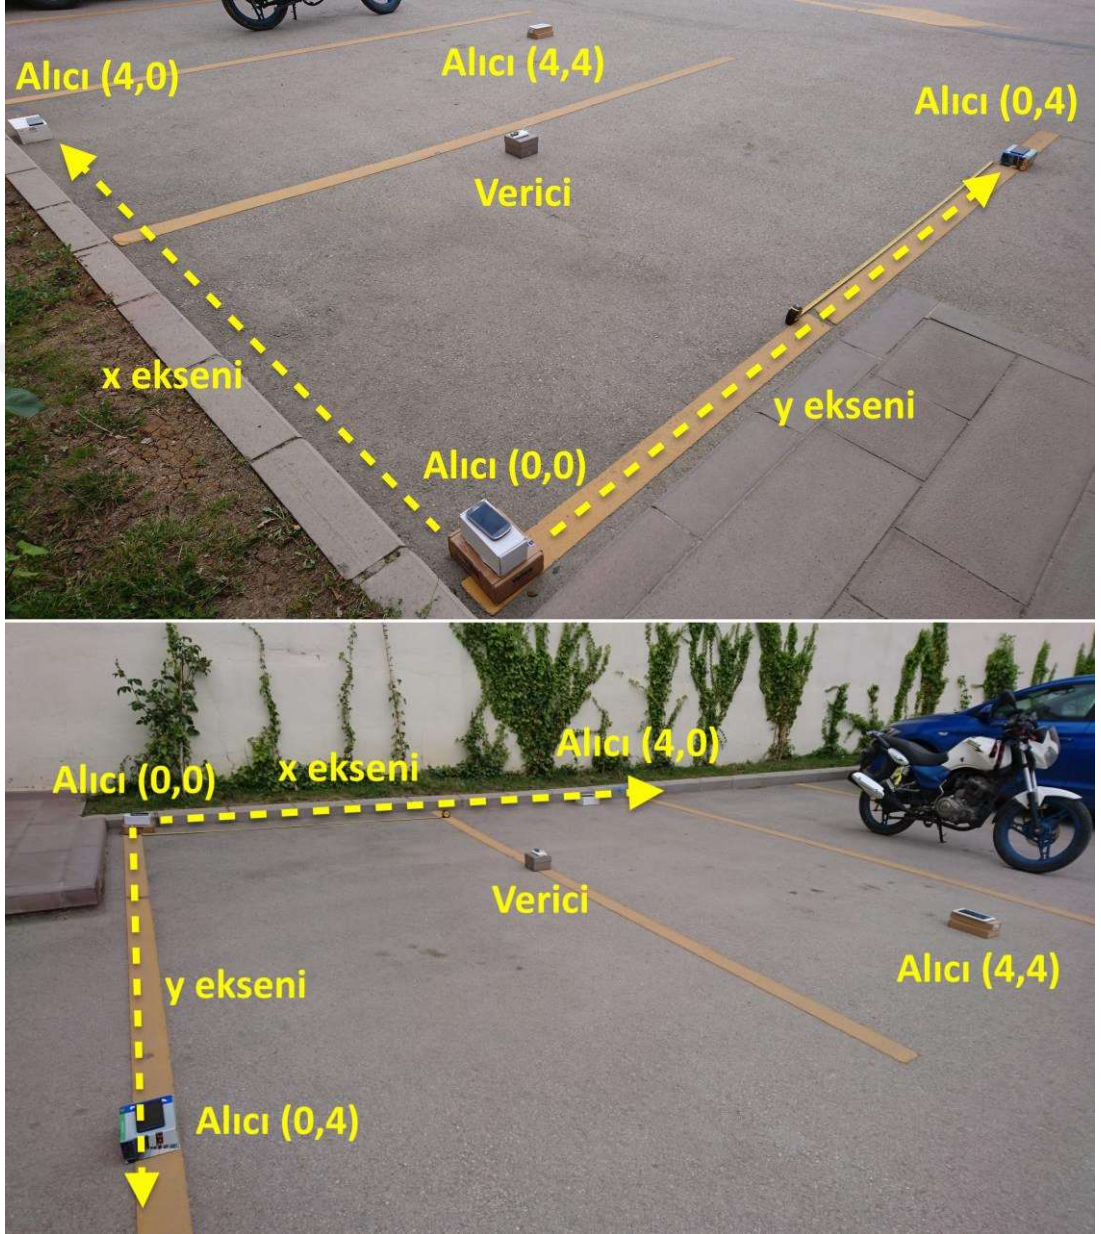 Alıcı (4,0)
Alıcı (4,4)
Alıcı (0,4)
Verici
x ekseni
y ekseni
Alıcı (0,0)
Alıcı (0,0)
x ekseni
Alıcı (4,0)
Verici
Alıcı (4,4)
y ekseni
Alıcı (0,4)